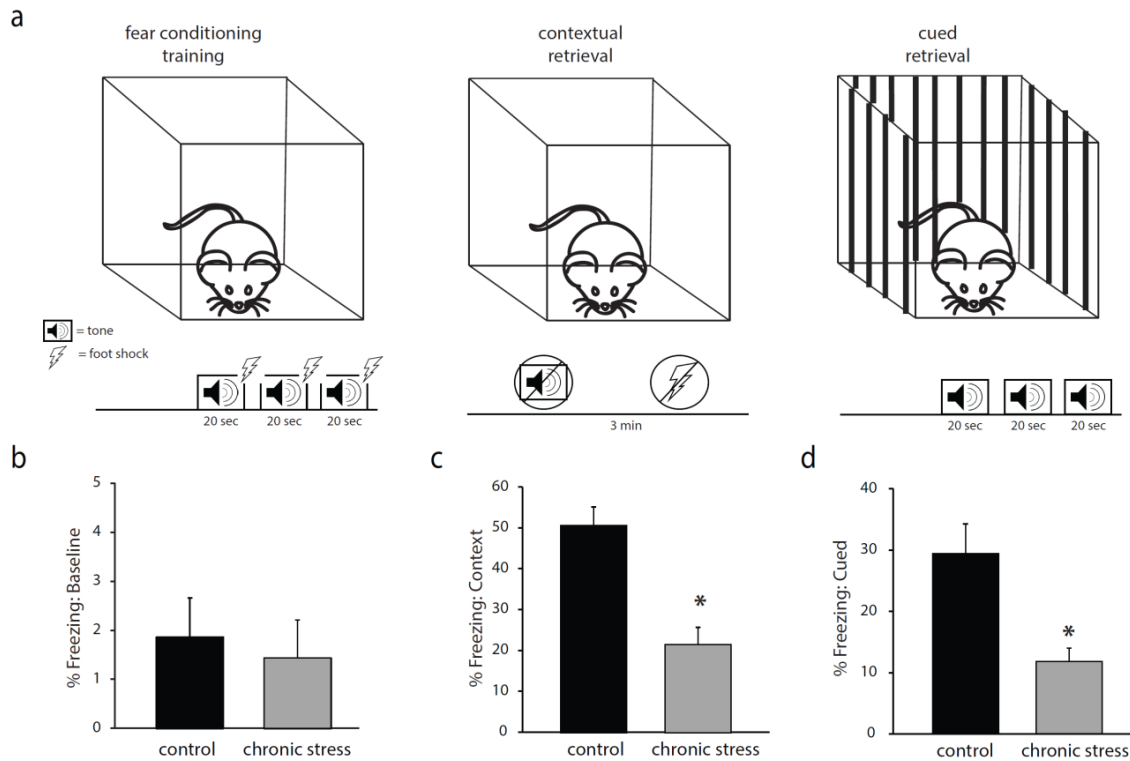 a
fear conditioning
training
contextual
retrieval
cued
retrieval
= tone
= foot shock
20 sec 20 sec 20 sec
3 min
20 sec 20 sec 20 sec
b
% Freezing: Baseline
5
4
3
2
1
0
control chronic stress
c
% Freezing: Context
60
50
40
30
20
10
0
*
control chronic stress
d
% Freezing: Cued
40
30
20
10
0
*
control chronic stress